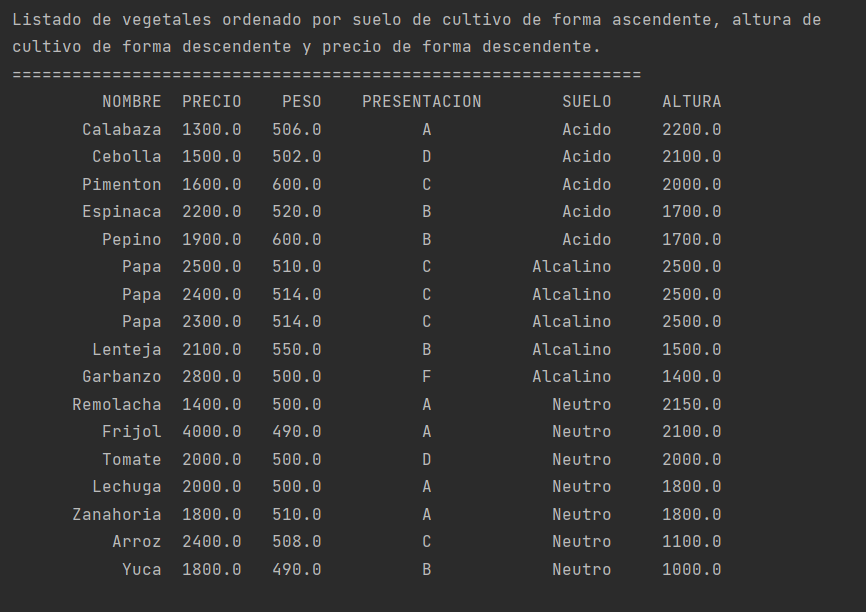 Listado de vegetales ordenado por suelo de cultivo de forma ascendente, altura de
cultivo de forma descendente y precio de forma descendente.
===============================================================
NOMBRE PRECIO PESO PRESENTACION SUELO ALTURA
Calabaza 1300.0 506.0 A Acido 2200.0
Cebolla 1500.0 502.0 D Acido 2100.0
Pimenton 1600.0 600.0 C Acido 2000.0
Espinaca 2200.0 520.0 B Acido 1700.0
Pepino 1900.0 600.0 B Acido 1700.0
Papa 2500.0 510.0 C Alcalino 2500.0
Papa 2400.0 514.0 C Alcalino 2500.0
Papa 2300.0 514.0 C Alcalino 2500.0
Lenteja 2100.0 550.0 B Alcalino 1500.0
Garbanzo 2800.0 500.0 F Alcalino 1400.0
Remolacha 1400.0 500.0 A Neutro 2150.0
Frijol 4000.0 490.0 A Neutro 2100.0
Tomate 2000.0 500.0 D Neutro 2000.0
Lechuga 2000.0 500.0 A Neutro 1800.0
Zanahoria 1800.0 510.0 A Neutro 1800.0
Arroz 2400.0 508.0 C Neutro 1100.0
Yuca 1800.0 490.0 B Neutro 1000.0